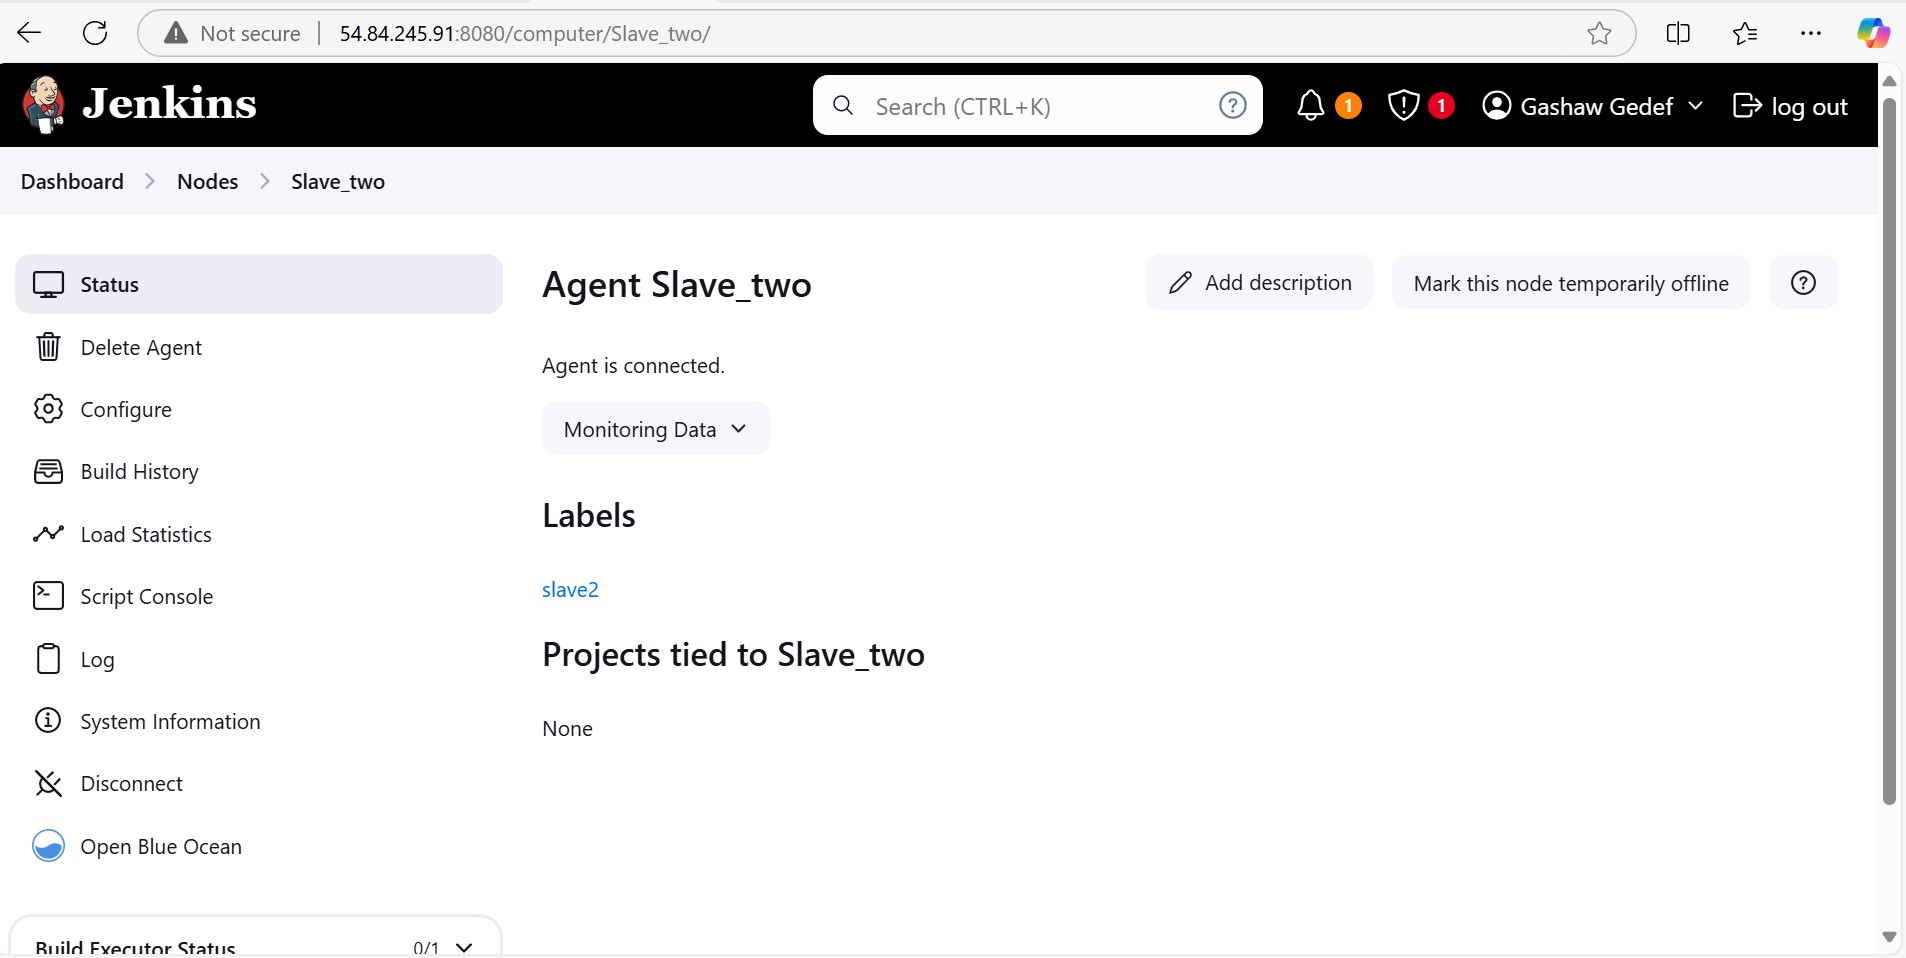 Not secure 54.84.245.91:8080/computer/Slave_two/
Jenkins
Search (CTRL+K)
1
1
Gashaw Gedef
log out
Dashboard
Nodes
Slave_two
Status
Delete Agent
Configure
Build History
Load Statistics
Script Console
Log
System Information
Disconnect
Open Blue Ocean
Build Executor Status 0/1
Agent Slave_two
Add description
Mark this node temporarily offline
Agent is connected.
Monitoring Data
Labels
slave2
Projects tied to Slave_two
None